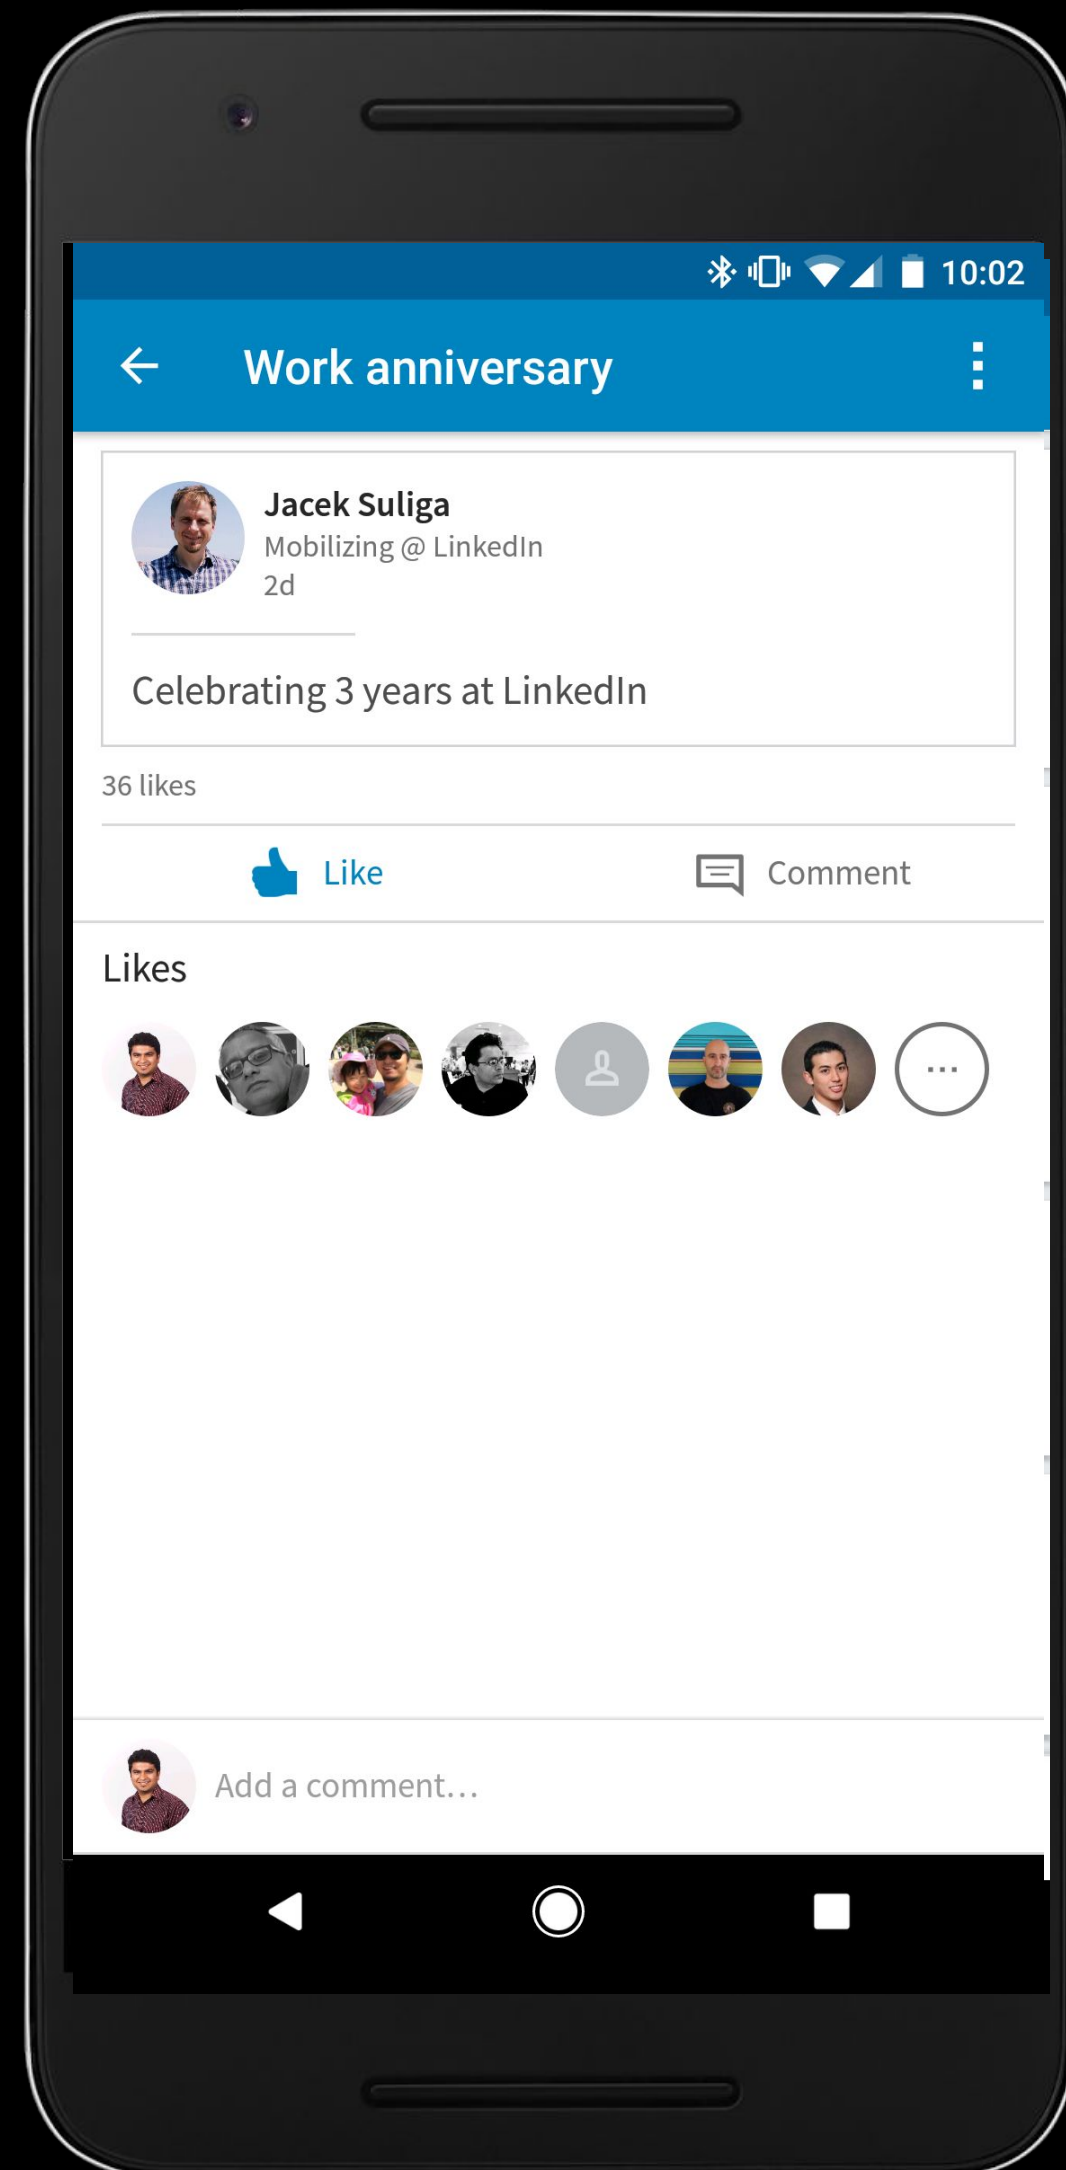 10:02
Work anniversary
Jacek Suliga
Mobilizing @ LinkedIn
2d
Celebrating 3 years at LinkedIn
36 likes
Like
Comment
Likes
...
Add a comment...